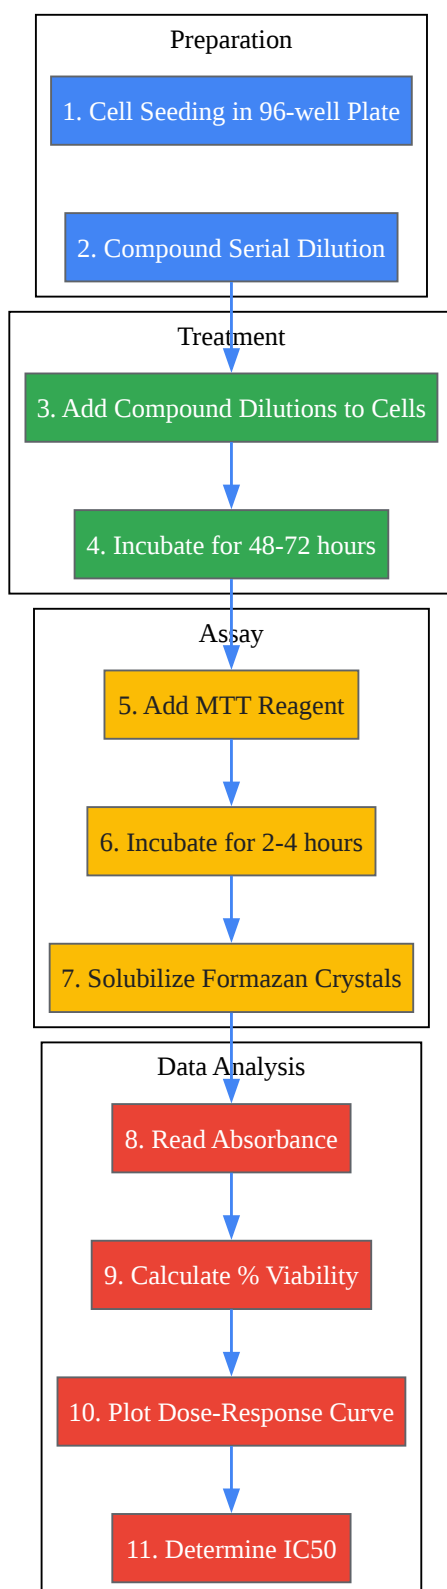 Preparation
1. Cell Seeding in 96-well Plate
2. Compound Serial Dilution
Treatment
3. Add Compound Dilutions to Cells
4. Incubate for 48-72 hours
Assay
5. Add MTT Reagent
6. Incubate for 2-4 hours
7. Solubilize Formazan Crystals
Data Analysis
8. Read Absorbance
9. Calculate % Viability
10. Plot Dose-Response Curve
11. Determine IC50